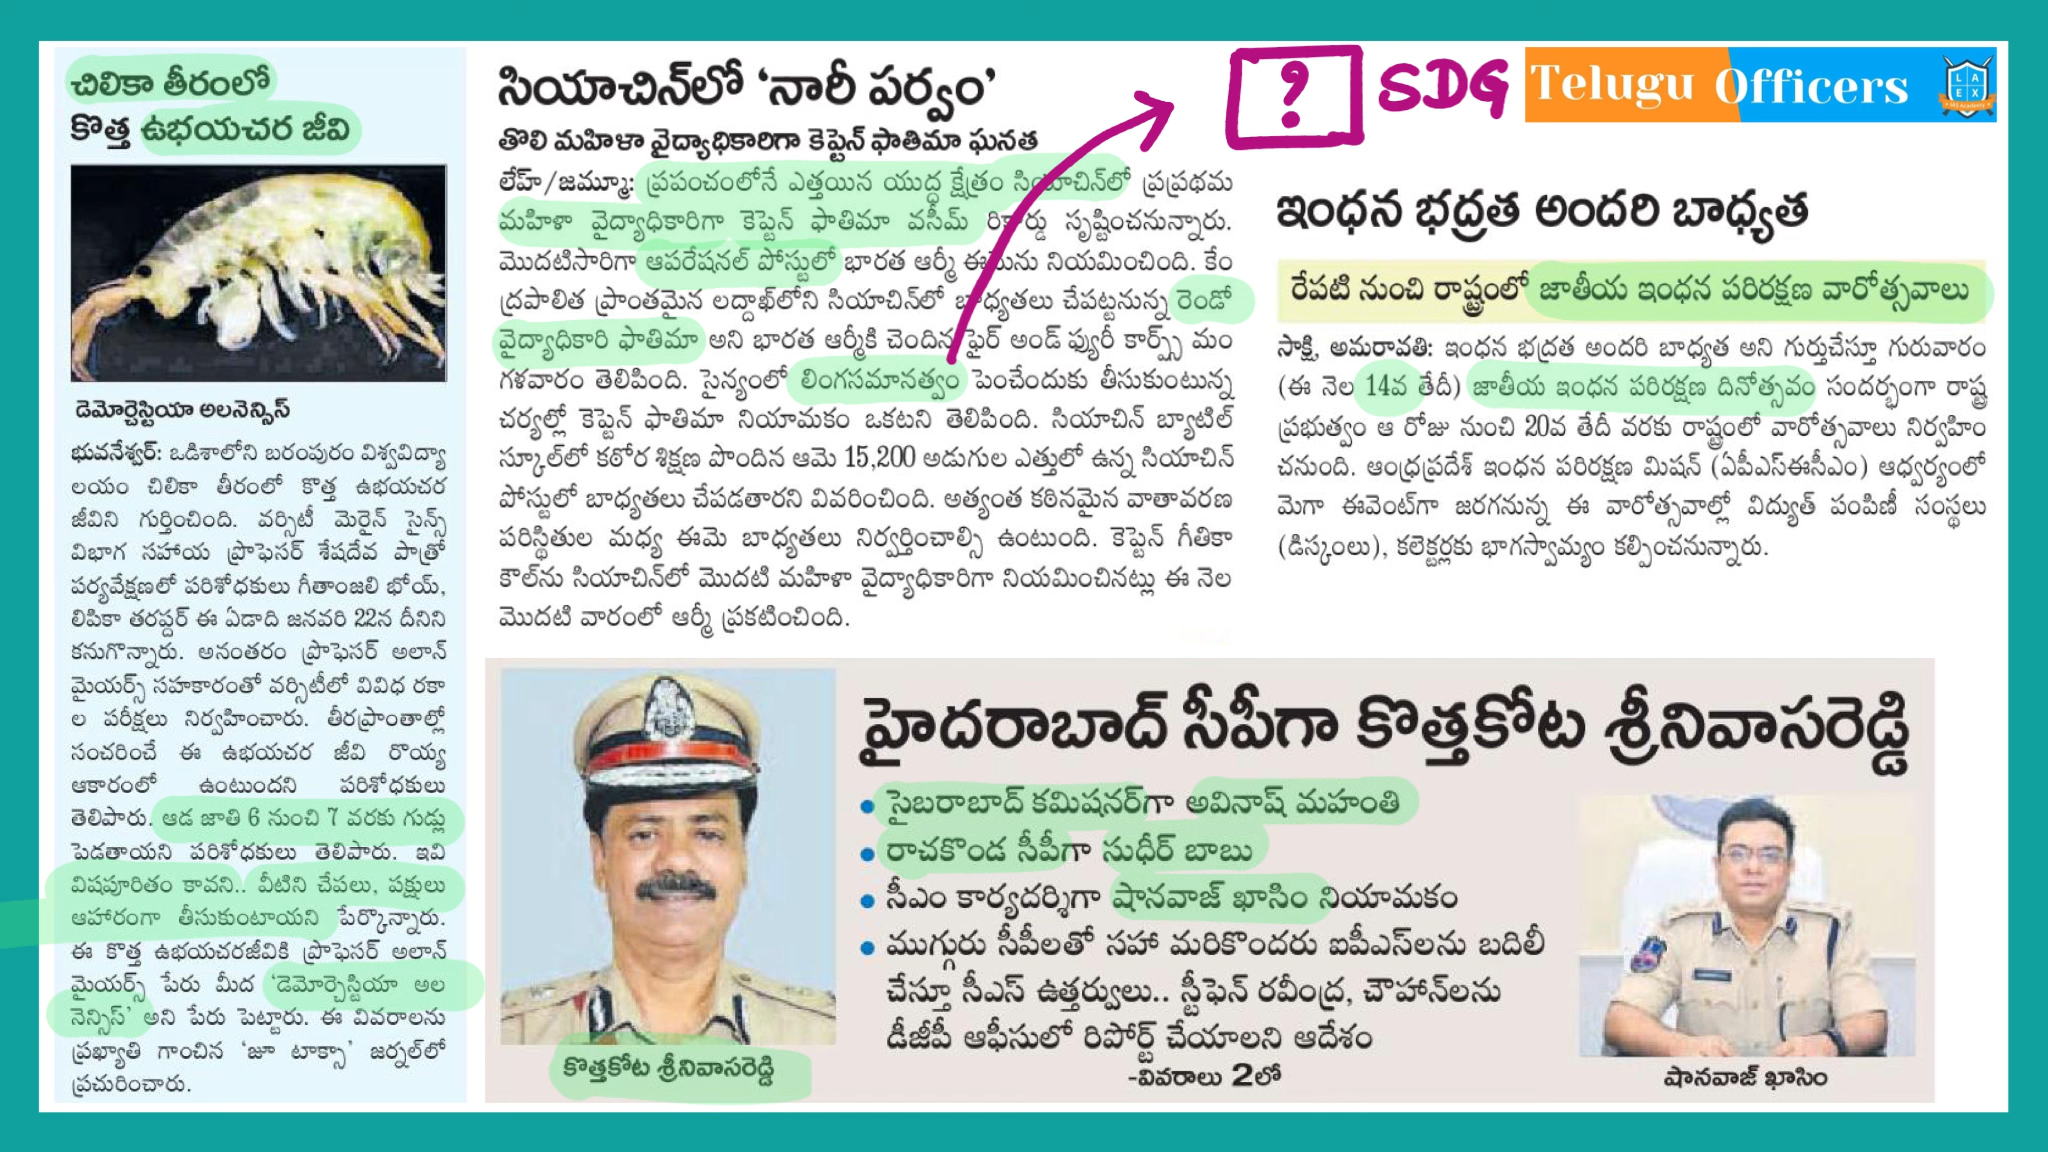 చిలికా తీరంలో
కొత్త ఉభయచర జీవి
డెమోర్చెస్టియా అలనెన్సిస్
భువనేశ్వర్: ఒడిశాలోని బరంపురం విశ్వవిద్యా
లయం చిలికా తీరంలో కొత్త ఉభయచర
జీవిని గుర్తించింది. వర్సిటీ మెరైన్ సైన్స్
విభాగ సహాయ ప్రొఫెసర్ శేషదేవ పాత్రో
పర్యవేక్షణలో పరిశోధకులు గీతాంజలి భోయ్,
లిపికా తరఫ్దర్ ఈ ఏడాది జనవరి 22న దీనిని
కనుగొన్నారు. అనంతరం ప్రొఫెసర్ అలాన్
మైయర్స్ సహకారంతో వర్సిటీలో వివిధ రకా
ల పరీక్షలు నిర్వహించారు. తీరప్రాంతాల్లో
సంచరించే ఈ ఉభయచర జీవి రొయ్య
ఆకారంలో ఉంటుందని పరిశోధకులు
తెలిపారు. ఆడ జాతి 6 నుంచి 7 వరకు గుడ్లు
పెడతాయని పరిశోధకులు తెలిపారు. ఇవి
విషపూరితం కావని.. వీటిని చేపలు, పక్షులు
ఆహారంగా తీసుకుంటాయని పేర్కొన్నారు.
ఈ కొత్త ఉభయచరజీవికి ప్రొఫెసర్ అలాన్
మైయర్స్ పేరు మీద ‘డెమోర్చెస్టియా అల
నెన్సిస్’ అని పేరు పెట్టారు. ఈ వివరాలను
ప్రఖ్యాతి గాంచిన ‘జూ టాక్సా’ జర్నల్‌లో
ప్రచురించారు.
సియాచిన్‌లో ‘నారీ పర్వం’
తొలి మహిళా వైద్యాధికారిగా కెప్టెన్ ఫాతిమా ఘనత
లేహ్/జమ్మూ: ప్రపంచంలోనే ఎత్తయిన యుద్ధ క్షేత్రం సియాచిన్‌లో ప్రప్రథమ
మహిళా వైద్యాధికారిగా కెప్టెన్ ఫాతిమా వసీమ్ రికార్డు సృష్టించనున్నారు.
మొదటిసారిగా ఆపరేషనల్ పోస్టులో భారత ఆర్మీ ఈమెను నియమించింది. కేం
ద్రపాలిత ప్రాంతమైన లద్దాఖ్‌లోని సియాచిన్‌లో బాధ్యతలు చేపట్టనున్న రెండో
వైద్యాధికారి ఫాతిమా అని భారత ఆర్మీకి చెందిన ఫైర్ అండ్ ఫ్యురీ కార్ప్స్ మం
గళవారం తెలిపింది. సైన్యంలో లింగసమానత్వం పెంచేందుకు తీసుకుంటున్న
చర్యల్లో కెప్టెన్ ఫాతిమా నియామకం ఒకటని తెలిపింది. సియాచిన్ బ్యాటిల్
స్కూల్‌లో కఠోర శిక్షణ పొందిన ఆమె 15,200 అడుగుల ఎత్తులో ఉన్న సియాచిన్
పోస్టులో బాధ్యతలు చేపడతారని వివరించింది. అత్యంత కఠినమైన వాతావరణ
పరిస్థితుల మధ్య ఈమె బాధ్యతలు నిర్వర్తించాల్సి ఉంటుంది. కెప్టెన్ గీతికా
కౌల్‌ను సియాచిన్‌లో మొదటి మహిళా వైద్యాధికారిగా నియమించినట్లు ఈ నెల
మొదటి వారంలో ఆర్మీ ప్రకటించింది.
? SDG
Telugu Officers
LAEX
IAS Academy
ఇంధన భద్రత అందరి బాధ్యత
రేపటి నుంచి రాష్ట్రంలో జాతీయ ఇంధన పరిరక్షణ వారోత్సవాలు
సాక్షి, అమరావతి: ఇంధన భద్రత అందరి బాధ్యత అని గుర్తుచేస్తూ గురువారం
(ఈ నెల 14వ తేదీ) జాతీయ ఇంధన పరిరక్షణ దినోత్సవం సందర్భంగా రాష్ట్ర
ప్రభుత్వం ఆ రోజు నుంచి 20వ తేదీ వరకు రాష్ట్రంలో వారోత్సవాలు నిర్వహిం
చనుంది. ఆంధ్రప్రదేశ్ ఇంధన పరిరక్షణ మిషన్ (ఏపీఎస్ఈసీఎం) ఆధ్వర్యంలో
మెగా ఈవెంట్‌గా జరగనున్న ఈ వారోత్సవాల్లో విద్యుత్ పంపిణీ సంస్థలు
(డిస్కంలు), కలెక్టర్లకు భాగస్వామ్యం కల్పించనున్నారు.
హైదరాబాద్ సీపీగా కొత్తకోట శ్రీనివాసరెడ్డి
• సైబరాబాద్ కమిషనర్‌గా అవినాష్ మహంతి
• రాచకొండ సీపీగా సుధీర్ బాబు
• సీఎం కార్యదర్శిగా షానవాజ్ ఖాసిం నియామకం
• ముగ్గురు సీపీలతో సహా మరికొందరు ఐపీఎస్‌లను బదిలీ
చేస్తూ సీఎస్ ఉత్తర్వులు.. స్టీఫెన్ రవీంద్ర, చౌహాన్‌లను
డీజీపీ ఆఫీసులో రిపోర్ట్ చేయాలని ఆదేశం
-వివరాలు 2లో
కొత్తకోట శ్రీనివాసరెడ్డి
షానవాజ్ ఖాసిం